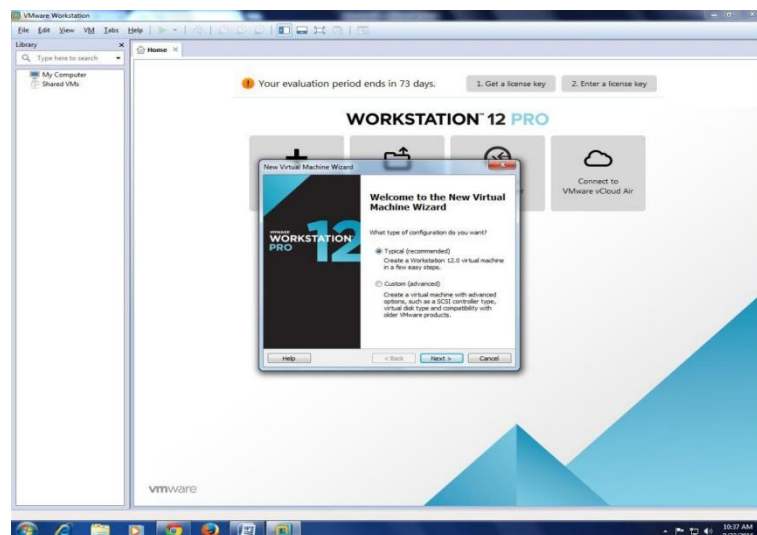 VMware Workstation
File Edit View VM Tabs Help
Library
Type here to search
My Computer
Shared VMs
Home
Your evaluation period ends in 73 days.
1. Get a license key
2. Enter a license key
WORKSTATION™ 12 PRO
Connect to
VMware vCloud Air
New Virtual Machine Wizard
VMWARE
WORKSTATION
PRO
12
Welcome to the New Virtual
Machine Wizard
What type of configuration do you want?
Typical (recommended)
Create a Workstation 12.0 virtual machine
in a few easy steps.
Custom (advanced)
Create a virtual machine with advanced
options, such as a SCSI controller type,
virtual disk type and compatibility with
older VMware products.
Help
< Back
Next >
Cancel
vmware
10:37 AM